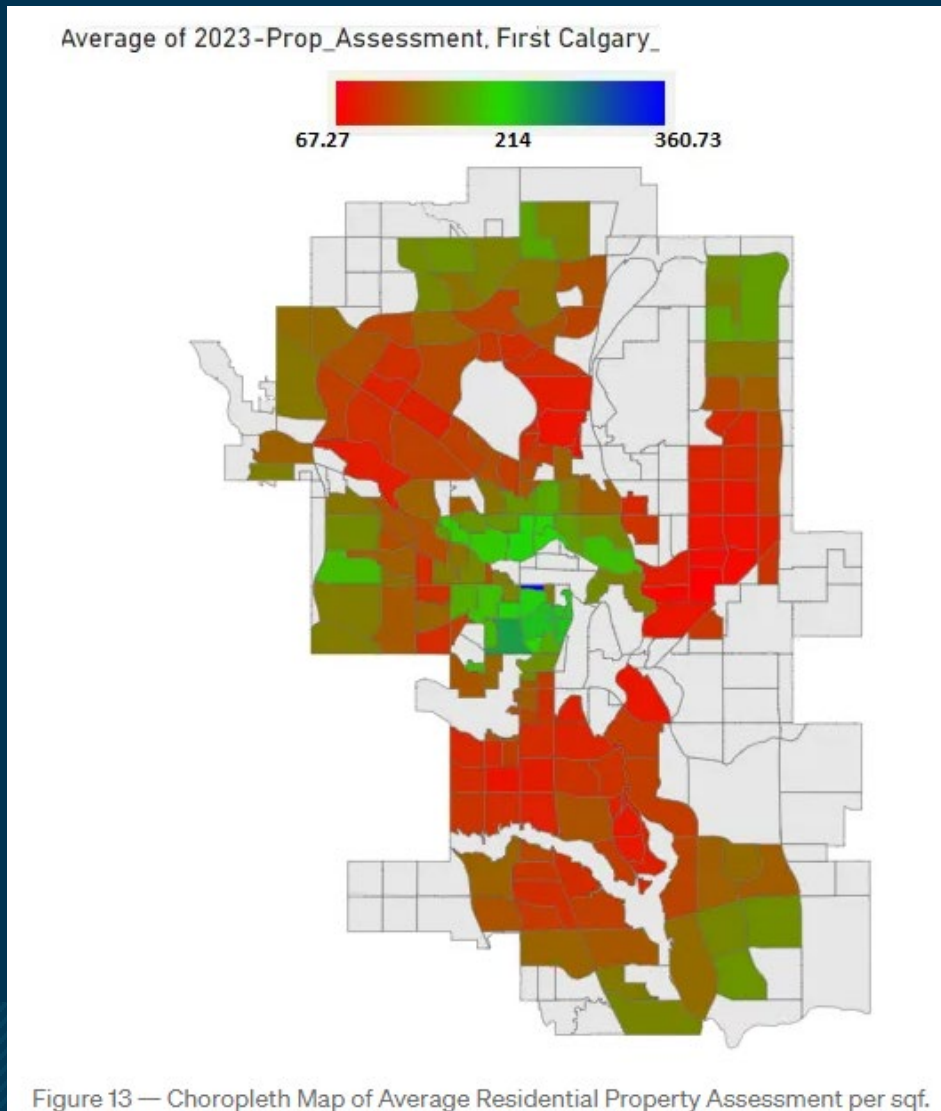 Average of 2023-Prop_Assessment, First Calgary_
67.27 214 360.73
Figure 13 — Choropleth Map of Average Residential Property Assessment per sqf.